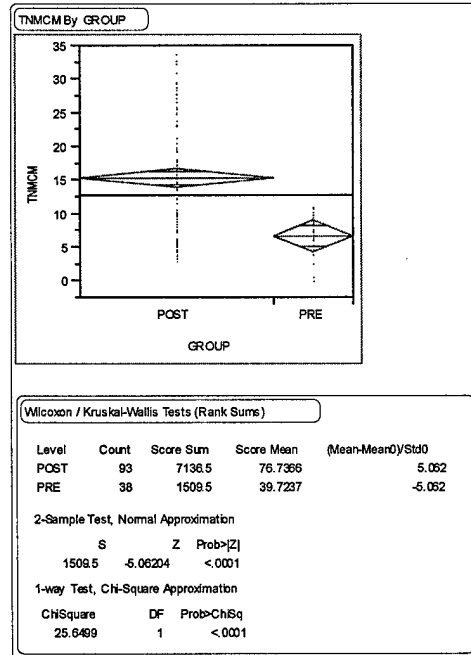 TNMCM By GROUP
35
30
25
20
15
10
5
0
TNMCM
POST PRE
GROUP
Wilcoxon / Kruskal-Wallis Tests (Rank Sums)
Level Count Score Sum Score Mean (Mean-Mean0)/Std0
POST 93 7136.5 76.7366 5.062
PRE 38 1509.5 39.7237 -5.062
2-Sample Test, Normal Approximation
S Z Prob>|Z|
1509.5 -5.06204 <.0001
1-way Test, Chi-Square Approximation
ChiSquare DF Prob>ChiSq
25.6499 1 <.0001